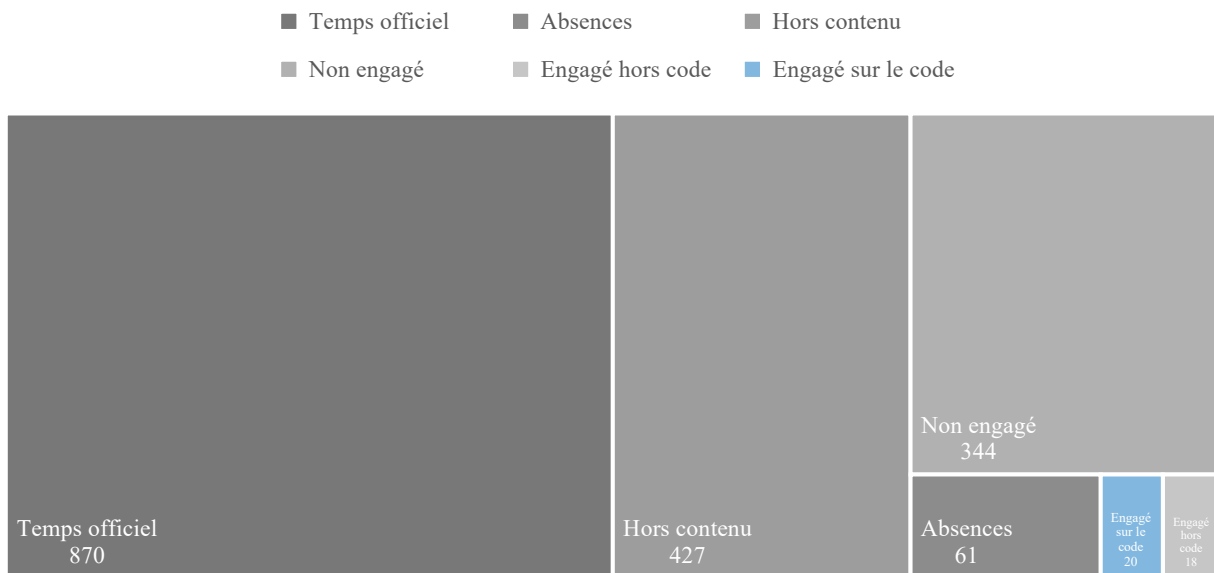 Temps officiel
Absences
Hors contenu
Non engagé
Engagé hors code
Engagé sur le code
Temps officiel
870
Hors contenu
427
Non engagé
344
Absences
61
Engagé
sur le
code
20
Engagé
hors
code
18